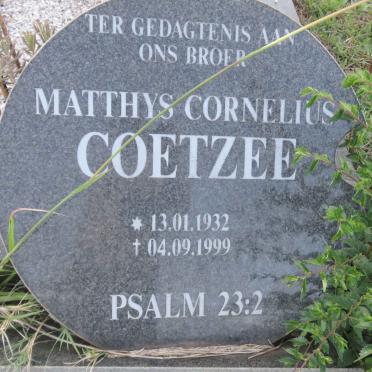 TER GEDAGTENIS AAN
ONS BROER
MATTHYS CORNELIUS
COETZEE
* 13.01.1932
† 04.09.1999
PSALM 23:2